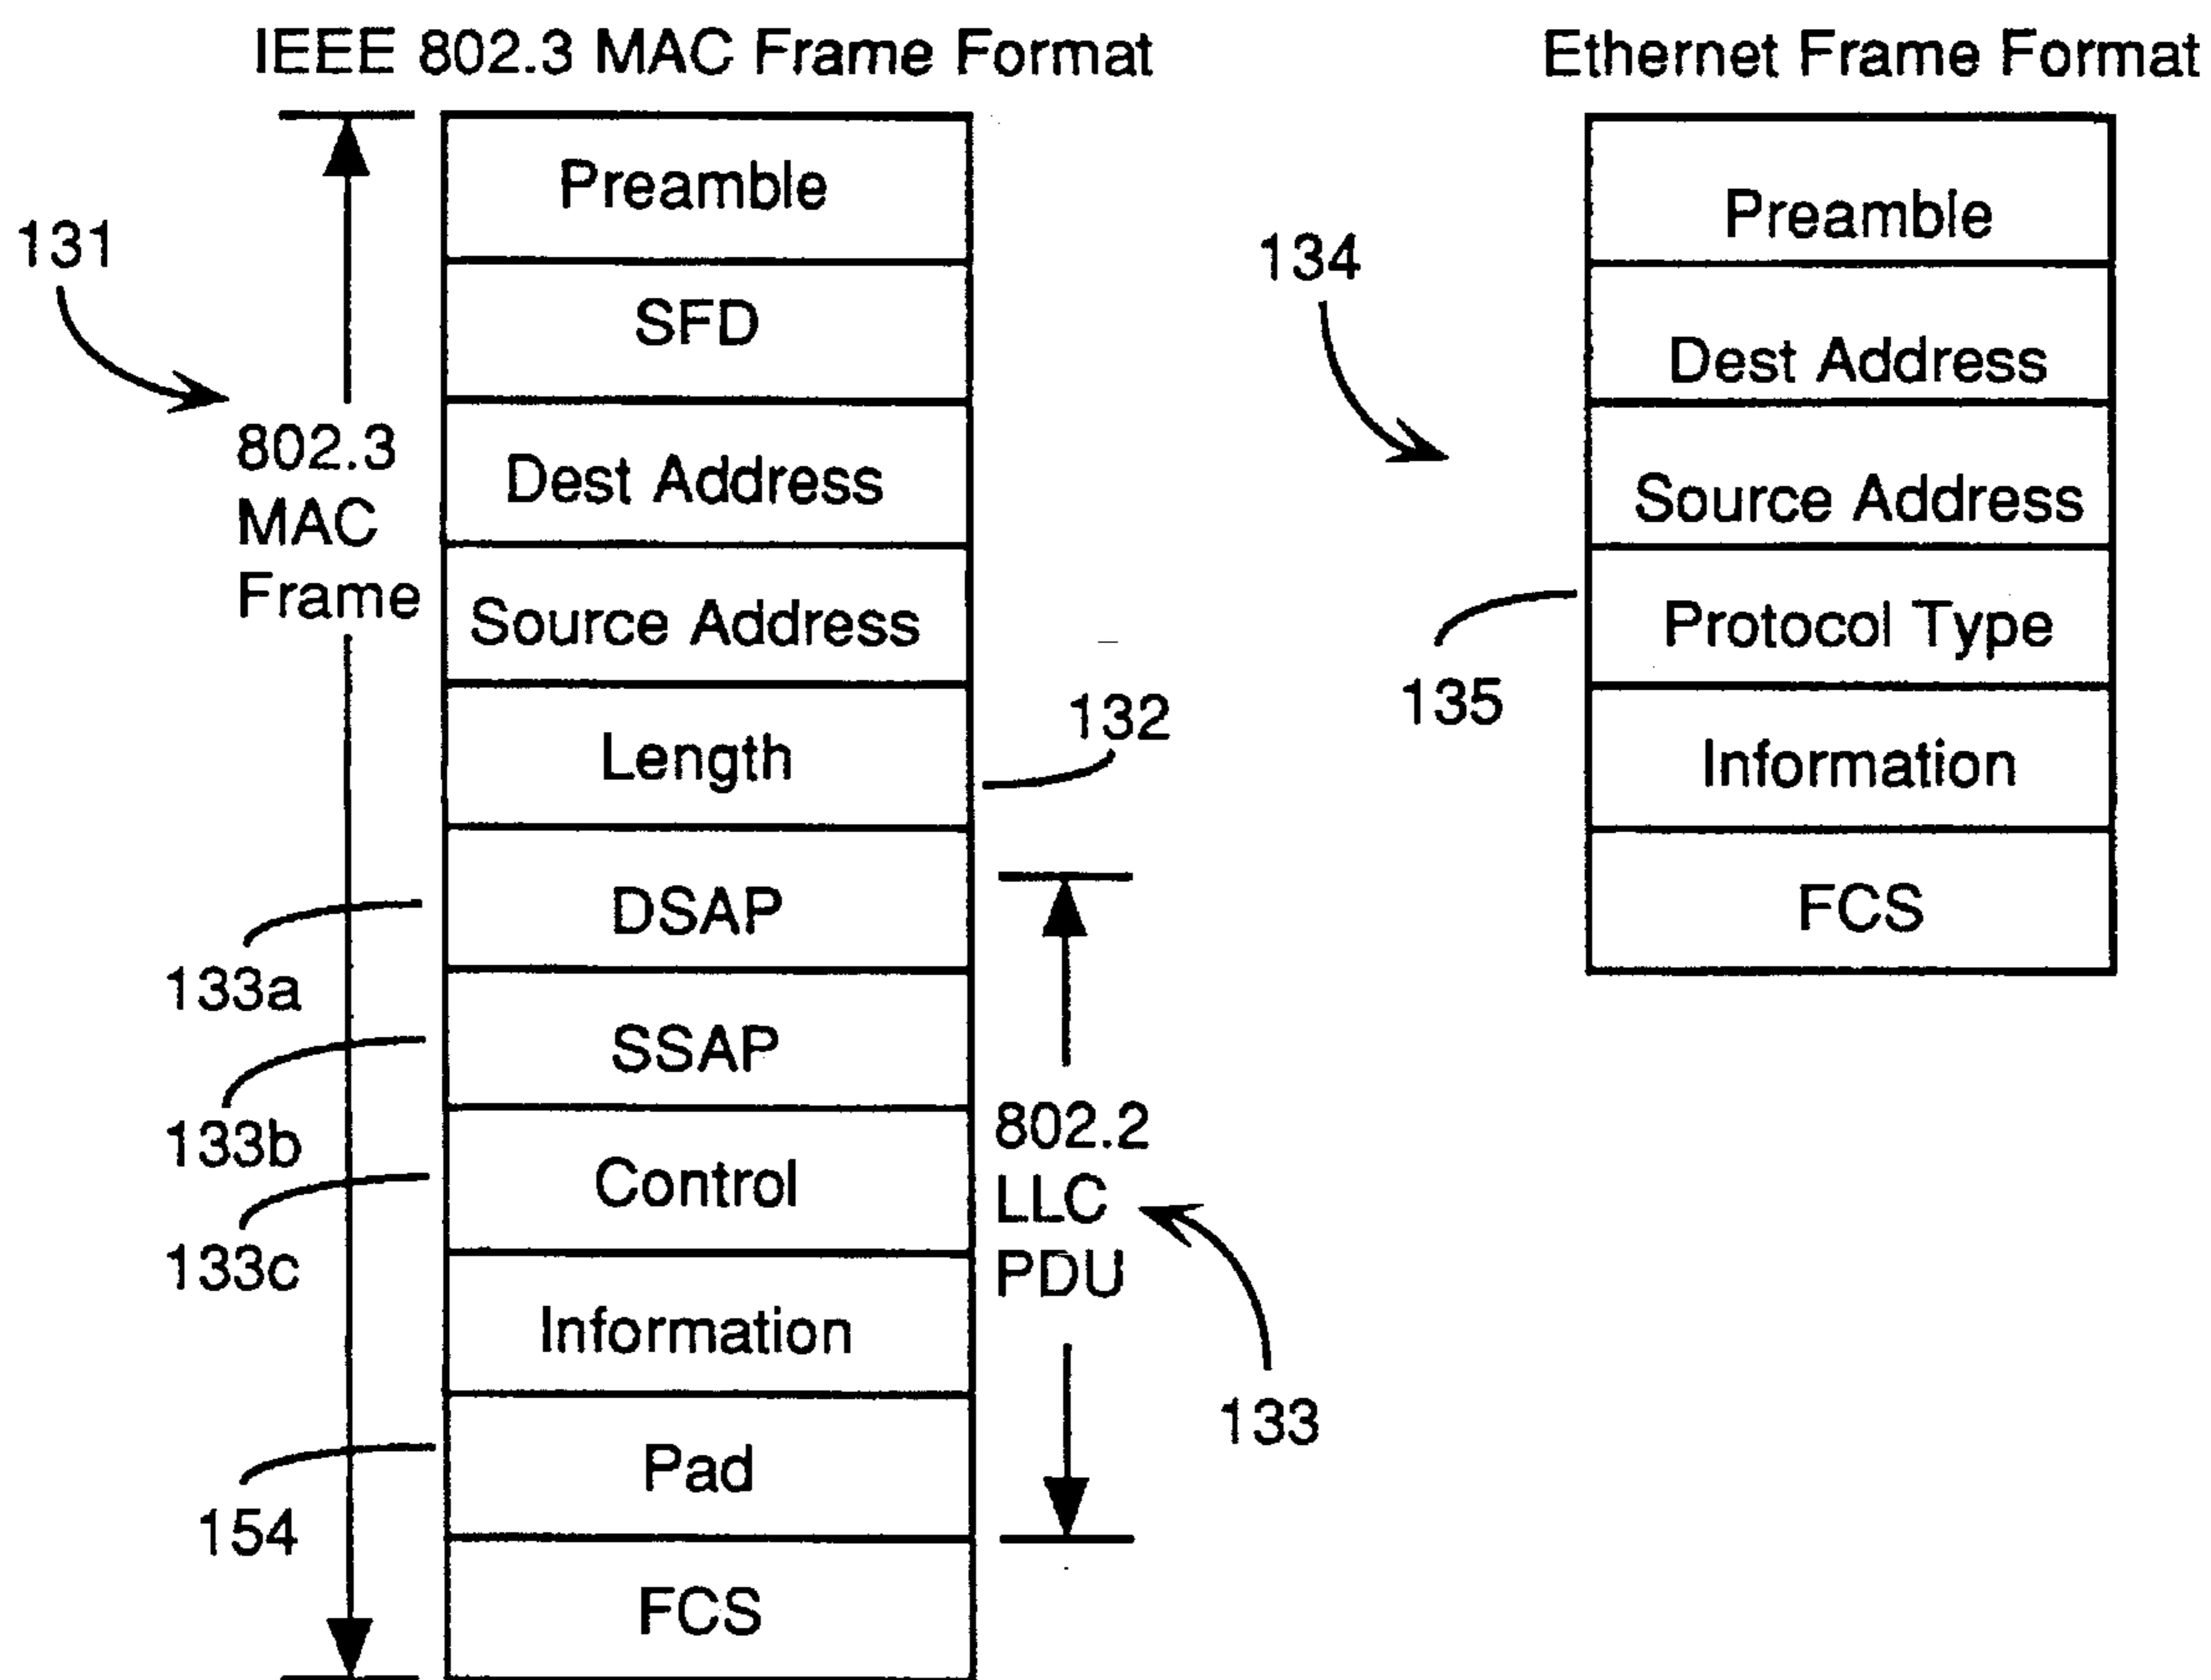 IEEE 802.3 MAC Frame Format
Preamble
SFD
Dest Address
Source Address
Length
DSAP
SSAP
Control
Information
Pad
FCS
131
802.3
MAC
Frame
132
133a
133b
133c
154
802.2
LLC
PDU
133
Ethernet Frame Format
Preamble
Dest Address
Source Address
Protocol Type
Information
FCS
134
135